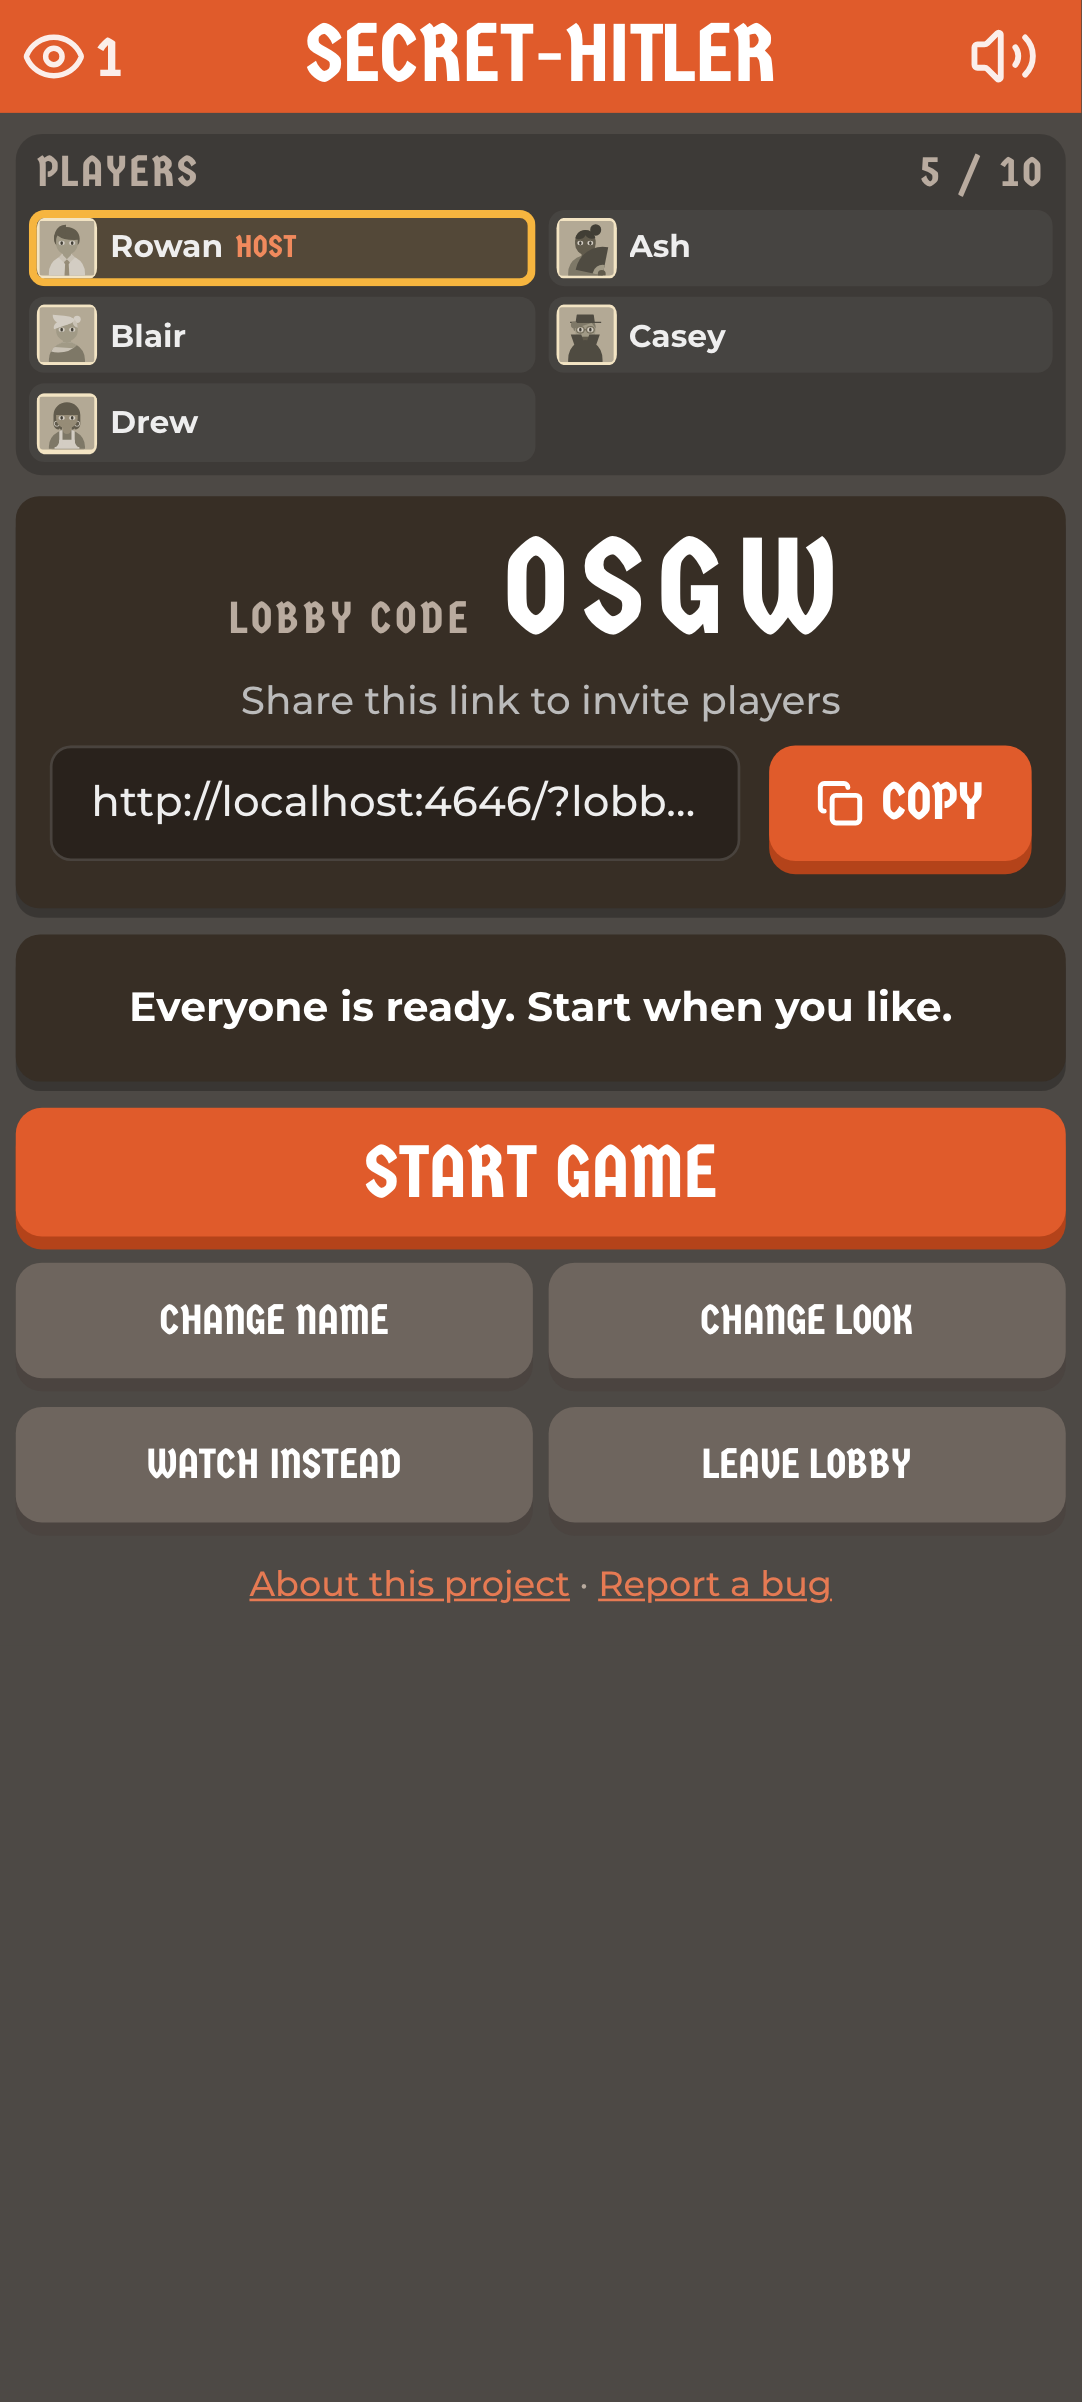 1 SECRET-HITLER
PLAYERS 5 / 10
Rowan HOST Ash
Blair Casey
Drew
LOBBY CODE OSGW
Share this link to invite players
http://localhost:4646/?lobb... COPY
Everyone is ready. Start when you like.
START GAME
CHANGE NAME CHANGE LOOK
WATCH INSTEAD LEAVE LOBBY
About this project · Report a bug